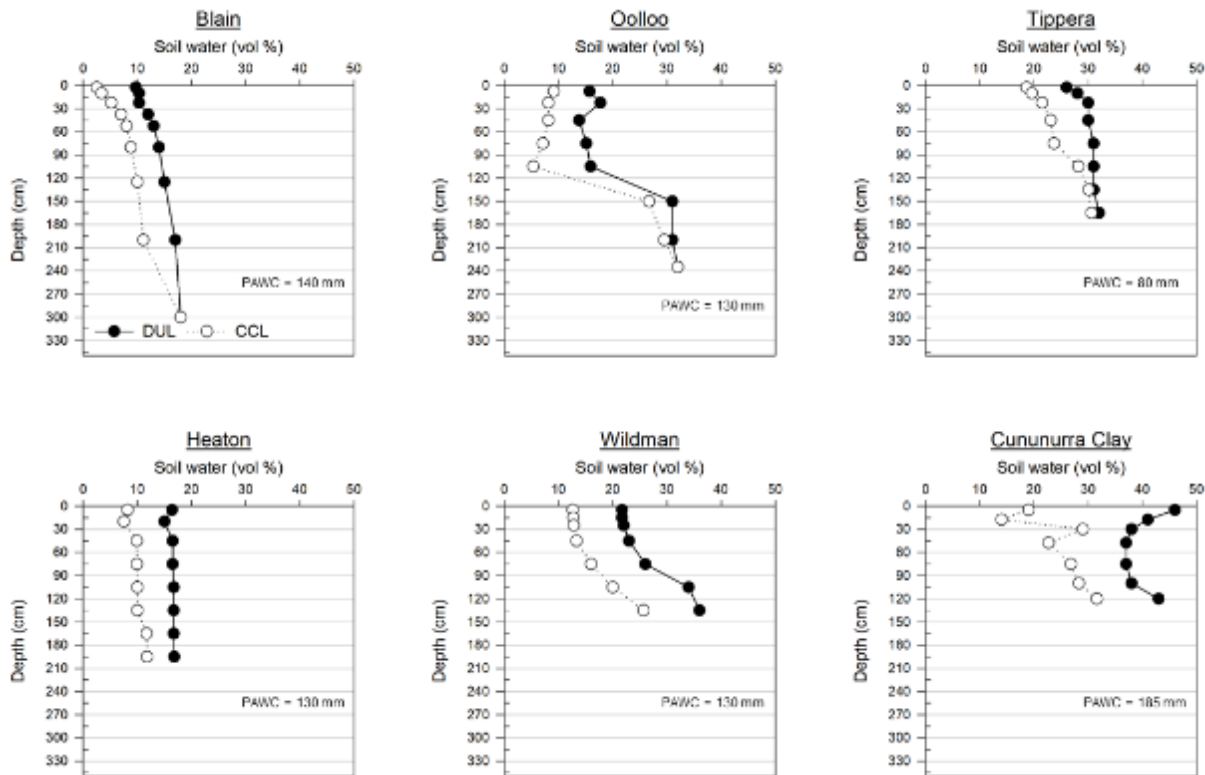 Blain
Oolloo
Tippera
Soil water (vol %)
Soil water (vol %)
Soil water (vol %)
0 10 20 30 40 50
0 10 20 30 40 50
0 10 20 30 40 50
Depth (cm)
0
30
60
90
120
150
180
210
240
270
300
330
PAWC = 140 mm
DUL
CCL
Depth (cm)
0
30
60
90
120
150
180
210
240
270
300
330
PAWC = 130 mm
Depth (cm)
0
30
60
90
120
150
180
210
240
270
300
330
PAWC = 80 mm
Heaton
Wildman
Cununurra Clay
Soil water (vol %)
Soil water (vol %)
Soil water (vol %)
0 10 20 30 40 50
0 10 20 30 40 50
0 10 20 30 40 50
Depth (cm)
0
30
60
90
120
150
180
210
240
270
300
330
PAWC = 130 mm
Depth (cm)
0
30
60
90
120
150
180
210
240
270
300
330
PAWC = 130 mm
Depth (cm)
0
30
60
90
120
150
180
210
240
270
300
330
PAWC = 185 mm